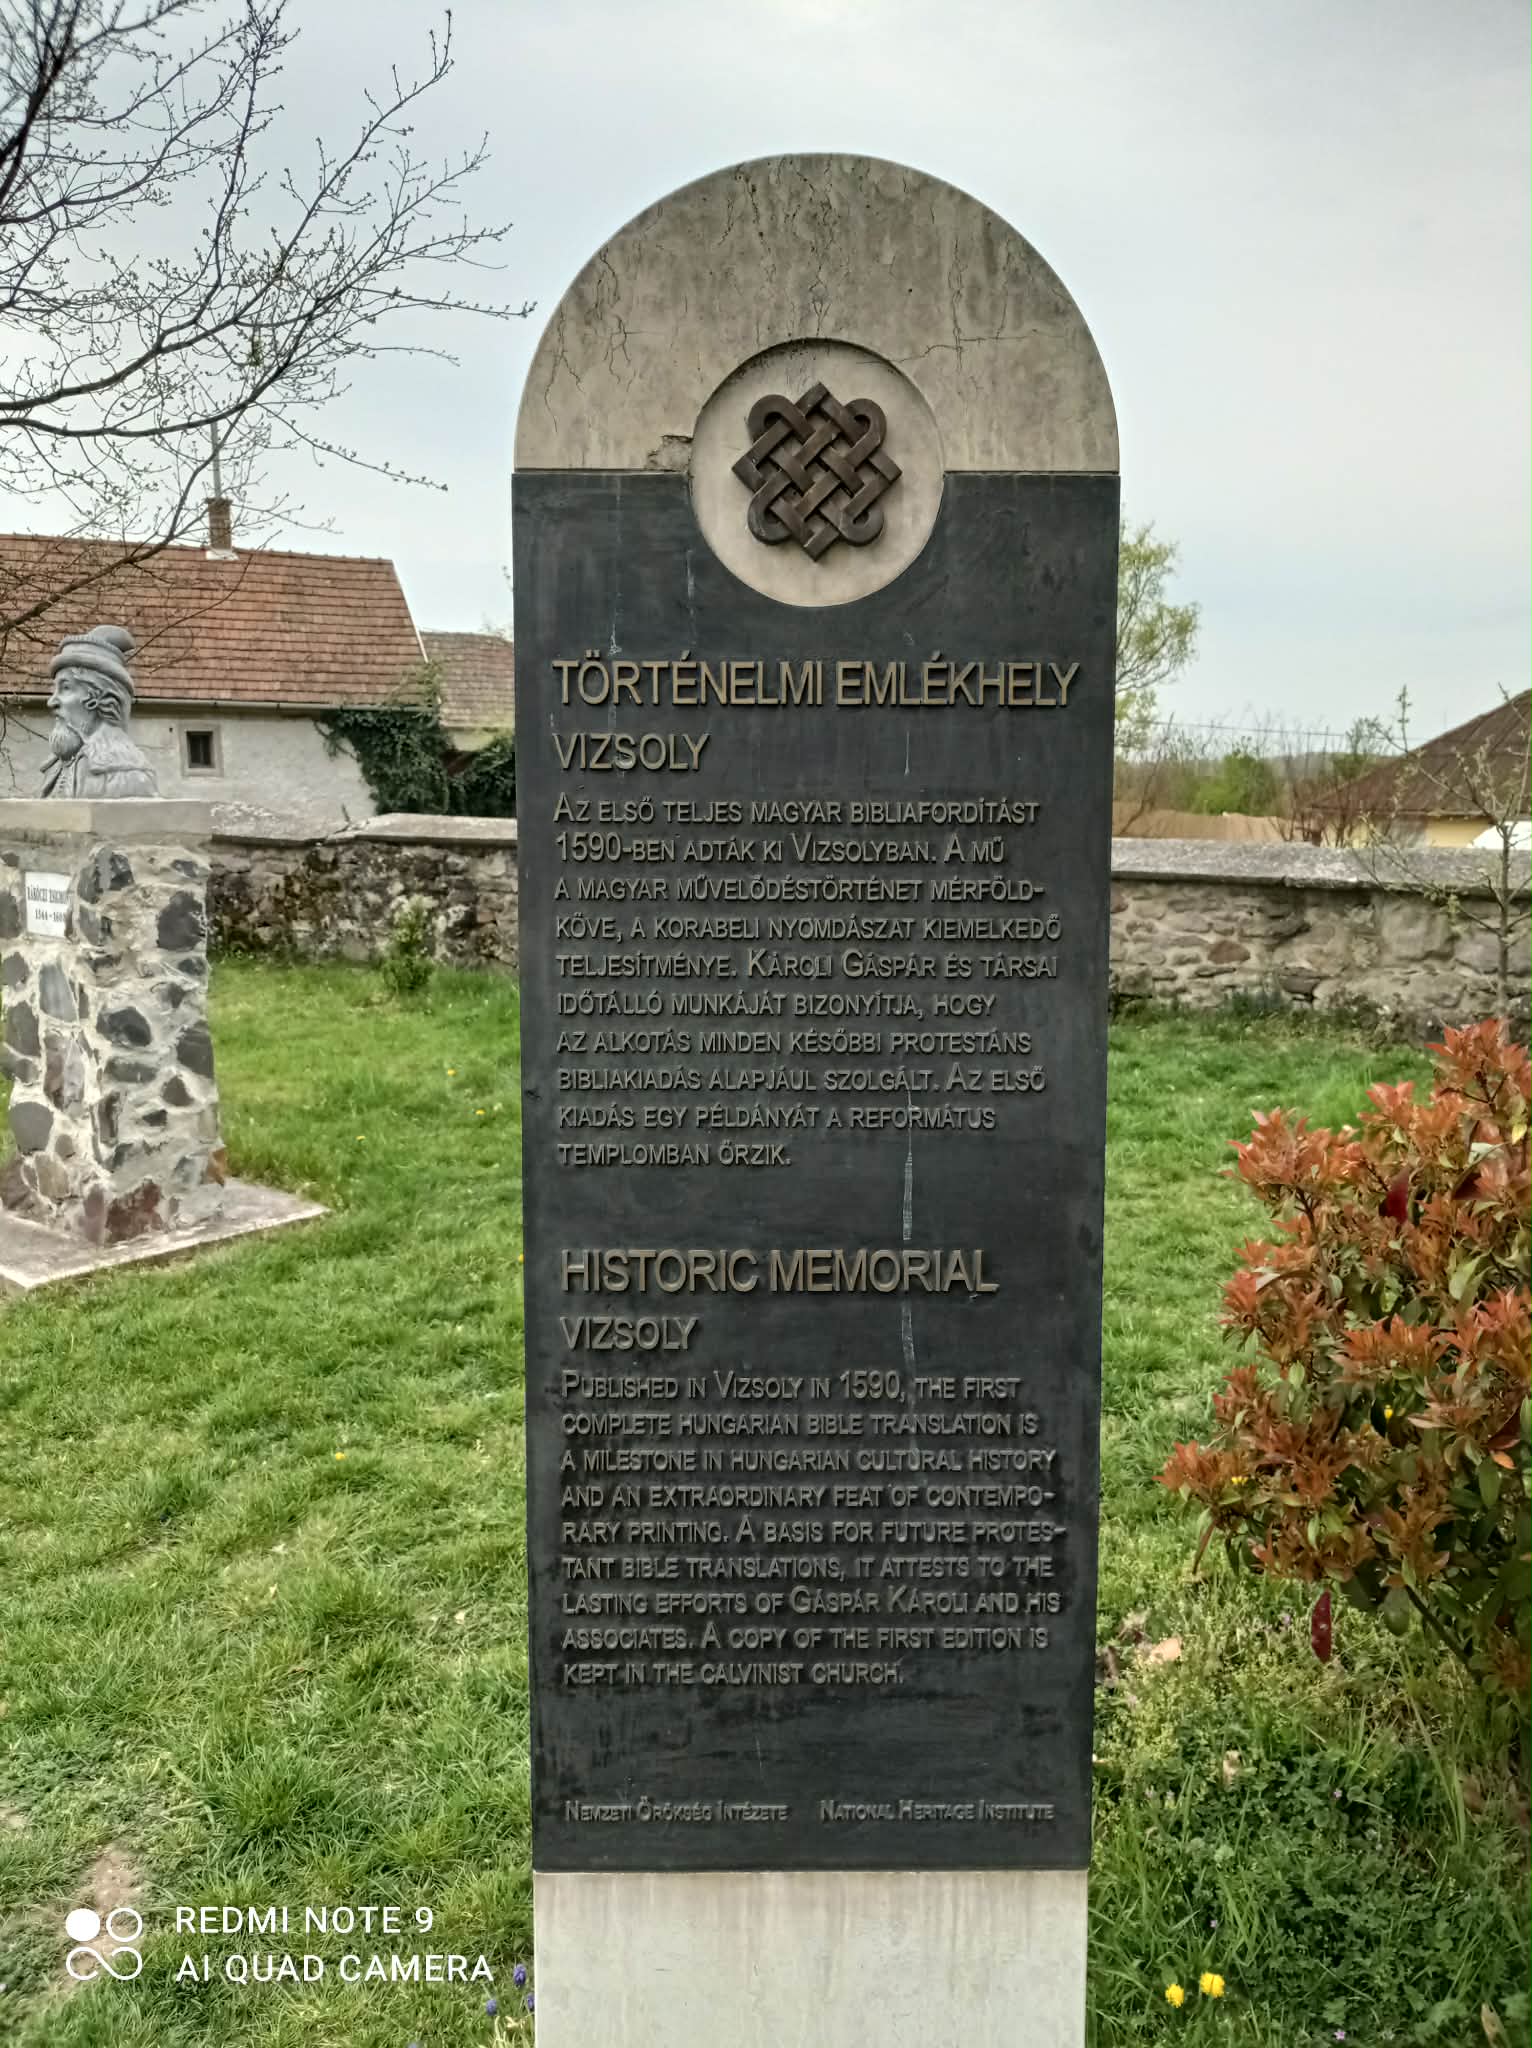 TÖRTÉNELMI EMLÉKHELY
VIZSOLY
AZ ELSŐ TELJES MAGYAR BIBLIAFORDÍTÁST
1590-BEN ADTÁK KI VIZSOLYBAN. A MŰ
A MAGYAR MŰVELŐDÉSTÖRTÉNET MÉRFÖLD-
KÖVE, A KORABELI NYOMDÁSZAT KIEMELKEDŐ
TELJESÍTMÉNYE. KÁROLI GÁSPÁR ÉS TÁRSAI
IDŐTÁLLÓ MUNKÁJÁT BIZONYÍTJA, HOGY
AZ ALKOTÁS MINDEN KÉSŐBBI PROTESTÁNS
BIBLIAKIADÁS ALAPJÁUL SZOLGÁLT. AZ ELSŐ
KIADÁS EGY PÉLDÁNYÁT A REFORMÁTUS
TEMPLOMBAN ŐRZIK.
HISTORIC MEMORIAL
VIZSOLY
PUBLISHED IN VIZSOLY IN 1590, THE FIRST
COMPLETE HUNGARIAN BIBLE TRANSLATION IS
A MILESTONE IN HUNGARIAN CULTURAL HISTORY
AND AN EXTRAORDINARY FEAT OF CONTEMPO-
RARY PRINTING. A BASIS FOR FUTURE PROTES-
TANT BIBLE TRANSLATIONS, IT ATTESTS TO THE
LASTING EFFORTS OF GÁSPÁR KÁROLI AND HIS
ASSOCIATES. A COPY OF THE FIRST EDITION IS
KEPT IN THE CALVINIST CHURCH.
NEMZETI ÖRÖKSÉG INTÉZETE NATIONAL HERITAGE INSTITUTE
REDMI NOTE 9
AI QUAD CAMERA